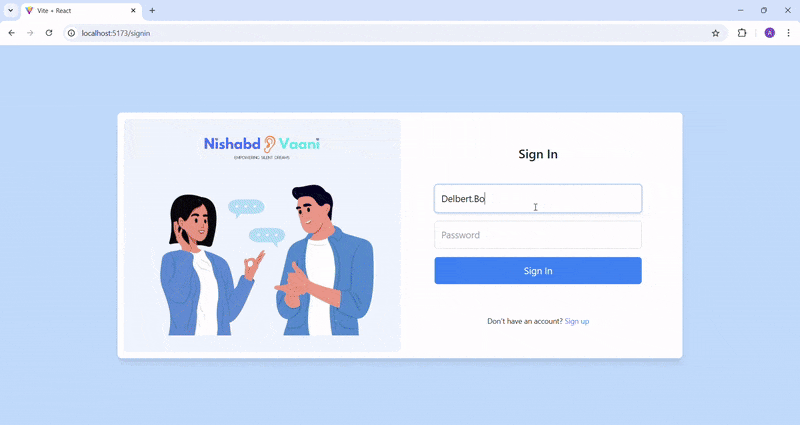 Vite + React
localhost:5173/signin
A
Nishabd Vaani
EMPOWERING SILENT DREAMS
Sign In
Delbert.Bo
Password
Sign In
Don't have an account? Sign up